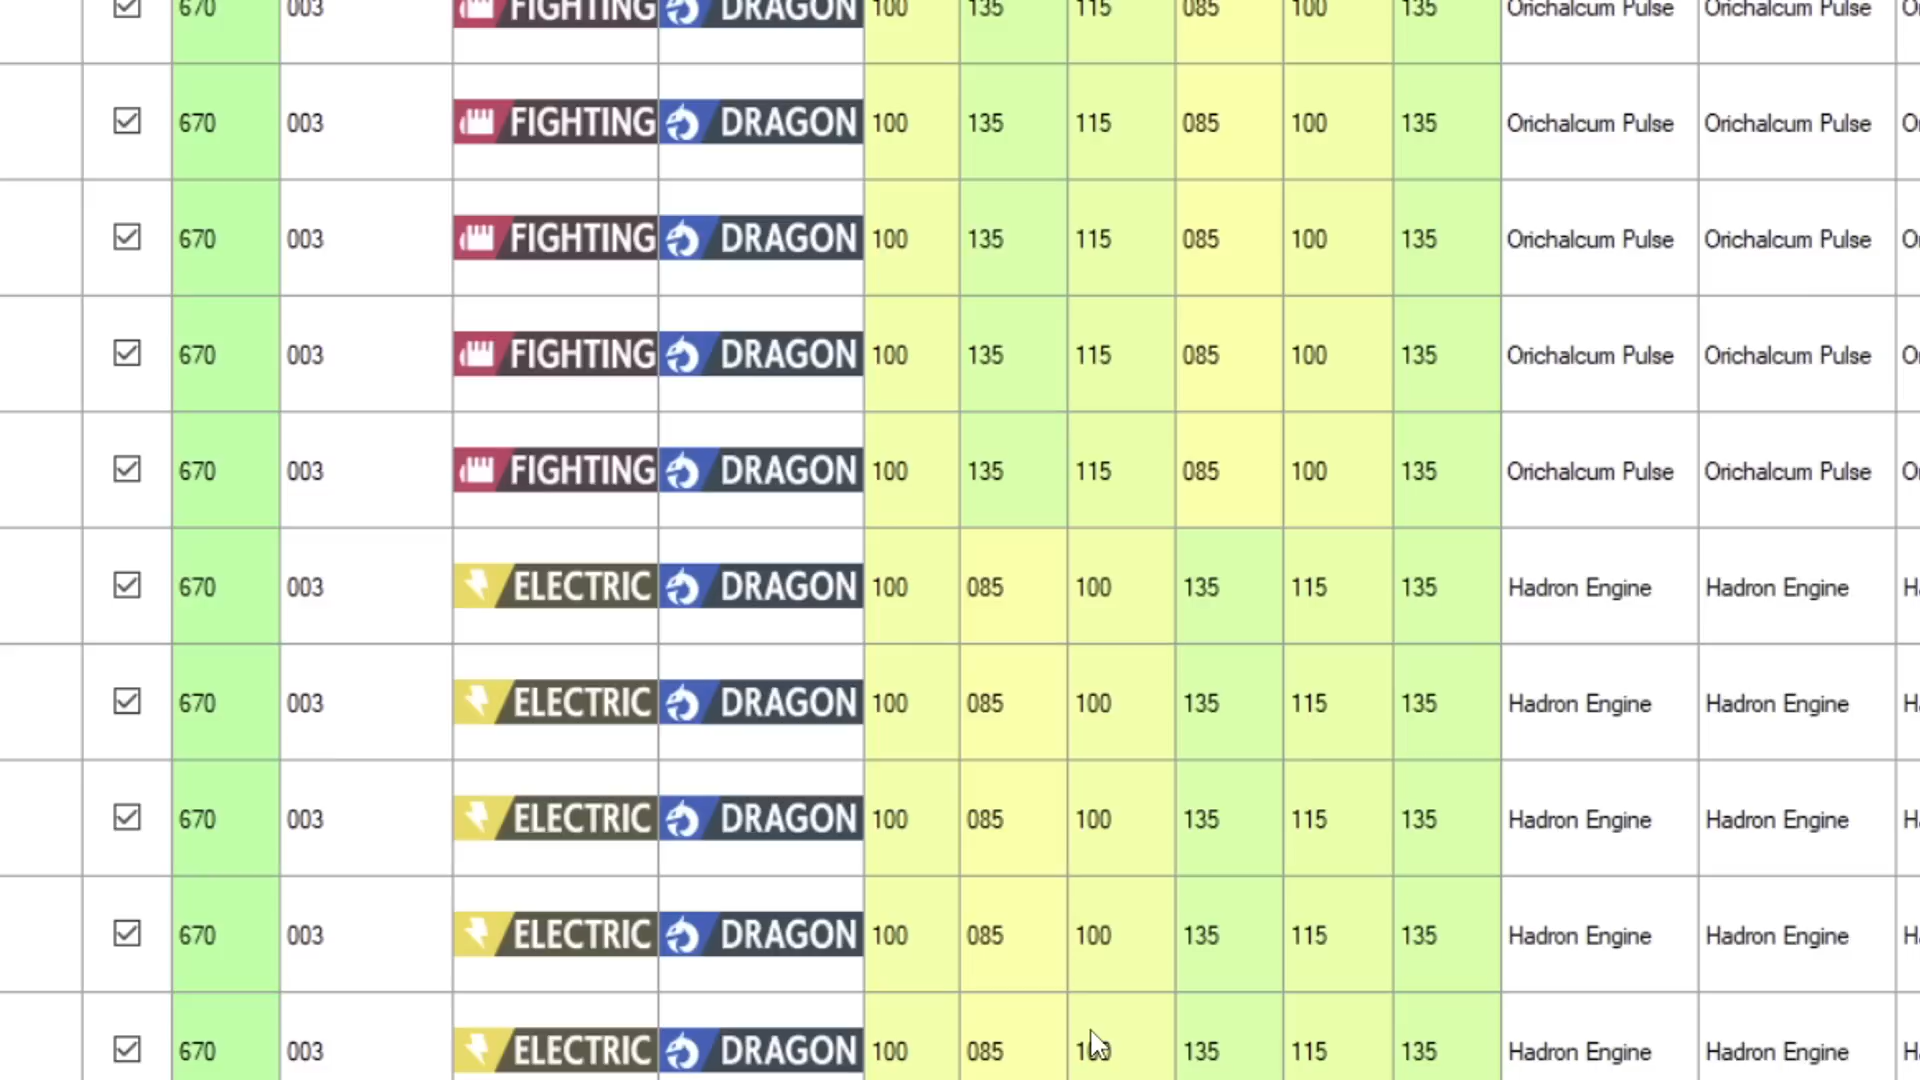 670 003 FIGHTING DRAGON 100 135 115 085 100 135 Orichalcum Pulse Orichalcum Pulse
670 003 FIGHTING DRAGON 100 135 115 085 100 135 Orichalcum Pulse Orichalcum Pulse
670 003 FIGHTING DRAGON 100 135 115 085 100 135 Orichalcum Pulse Orichalcum Pulse
670 003 FIGHTING DRAGON 100 135 115 085 100 135 Orichalcum Pulse Orichalcum Pulse
670 003 FIGHTING DRAGON 100 135 115 085 100 135 Orichalcum Pulse Orichalcum Pulse
670 003 ELECTRIC DRAGON 100 085 100 135 115 135 Hadron Engine Hadron Engine
670 003 ELECTRIC DRAGON 100 085 100 135 115 135 Hadron Engine Hadron Engine
670 003 ELECTRIC DRAGON 100 085 100 135 115 135 Hadron Engine Hadron Engine
670 003 ELECTRIC DRAGON 100 085 100 135 115 135 Hadron Engine Hadron Engine
670 003 ELECTRIC DRAGON 100 085 100 135 115 135 Hadron Engine Hadron Engine